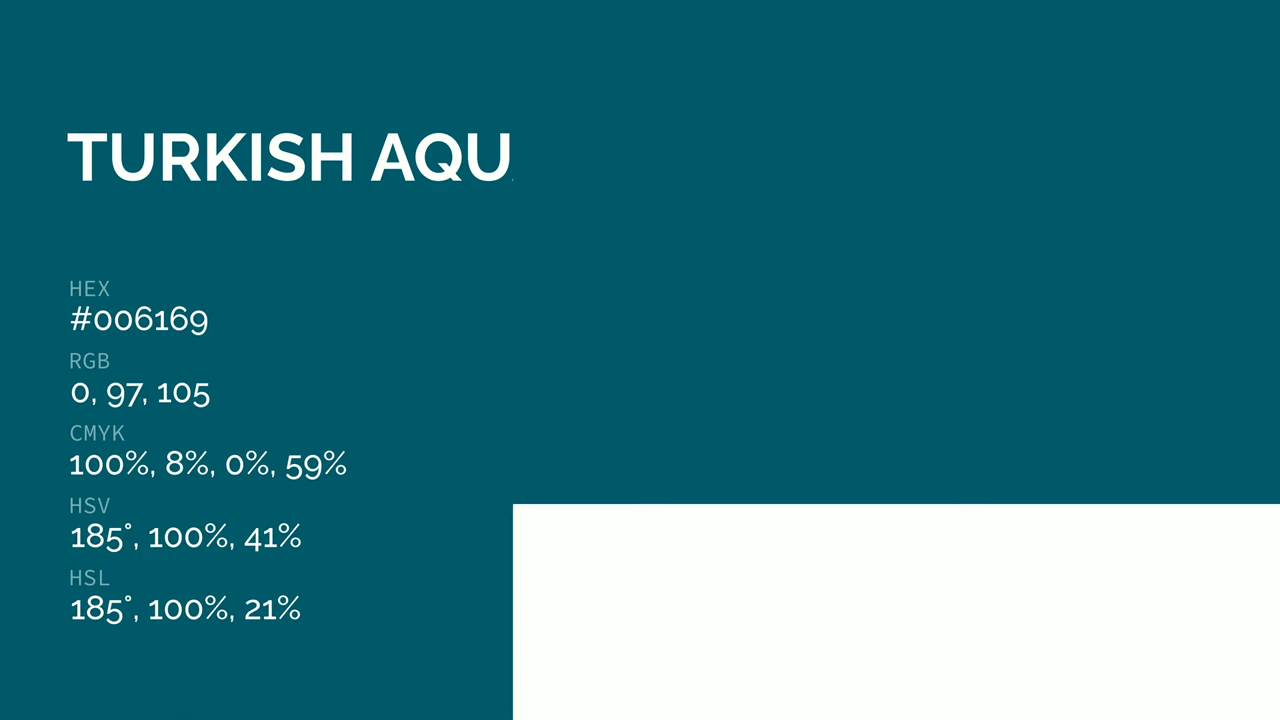 TURKISH AQU
HEX
#006169
RGB
0, 97, 105
CMYK
100%, 8%, 0%, 59%
HSV
185°, 100%, 41%
HSL
185°, 100%, 21%